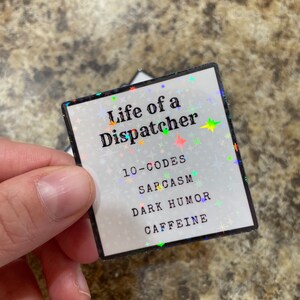 Life of a
Dispatcher
10-CODES
SARCASM
DARK HUMOR
CAFFEINE